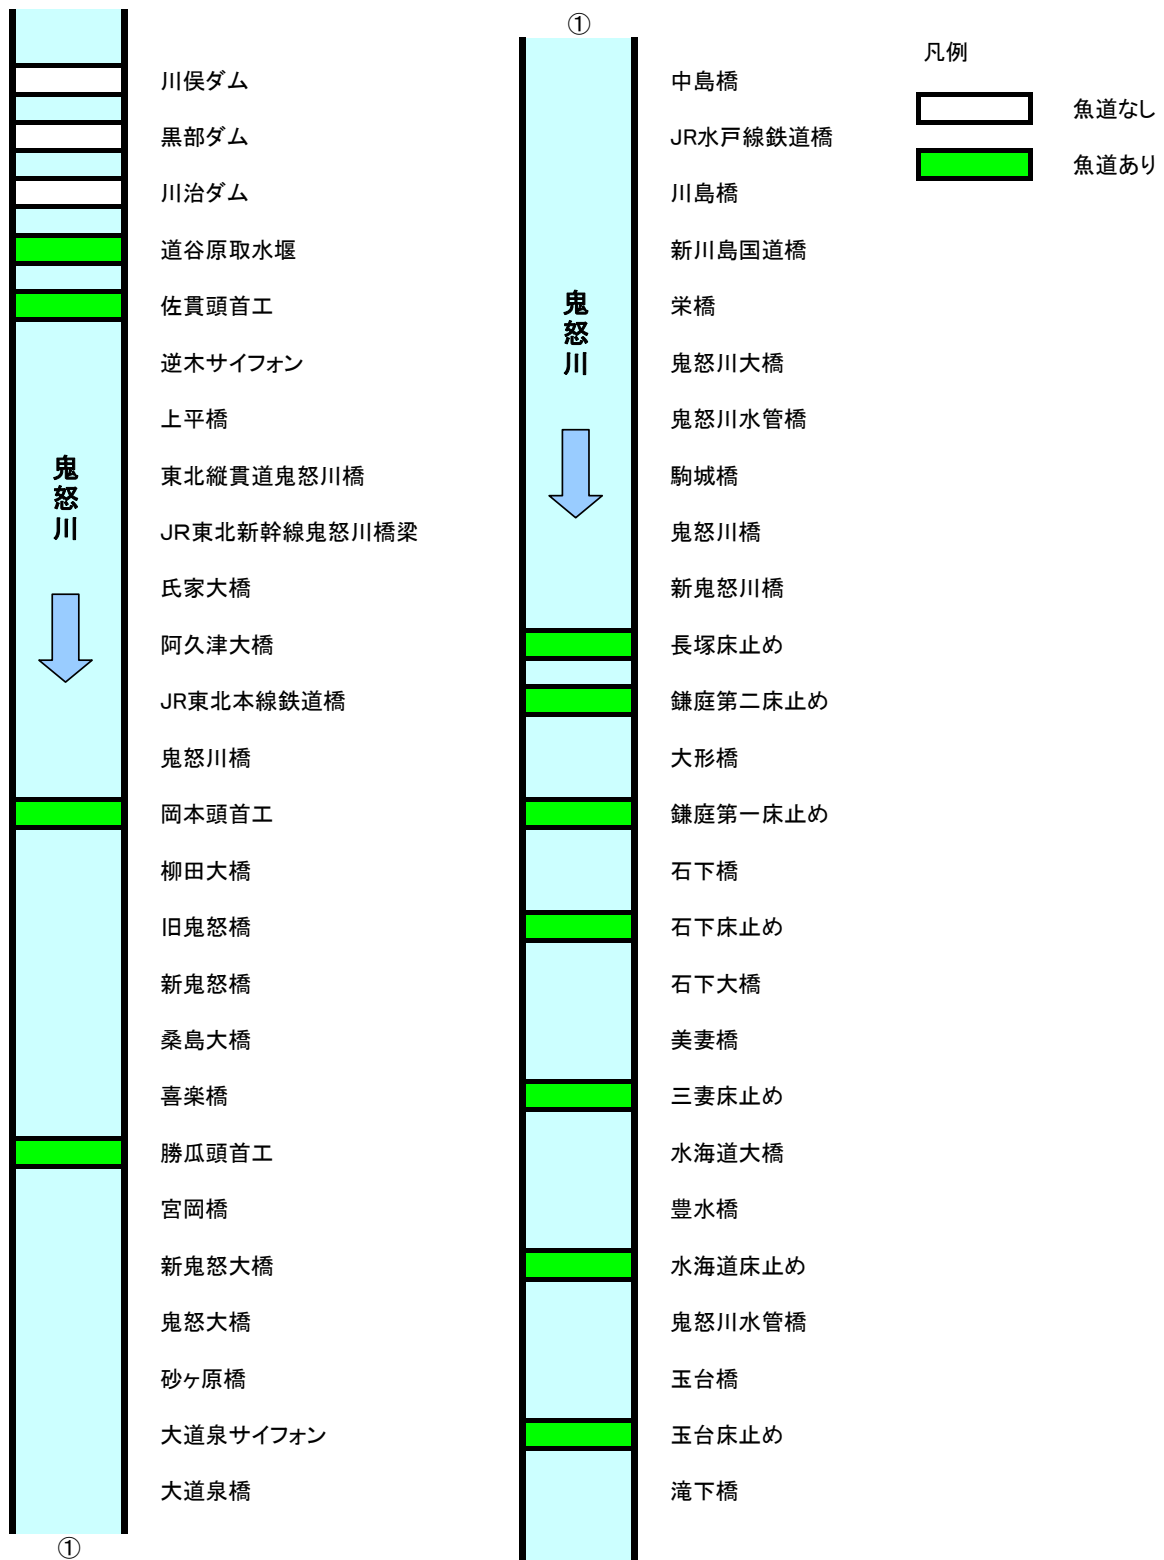 川俣ダム
黒部ダム
川治ダム
道谷原取水堰
佐貫頭首工
逆木サイフォン
上平橋
東北縦貫道鬼怒川橋
JR東北新幹線鬼怒川橋梁
氏家大橋
阿久津大橋
JR東北本線鉄道橋
鬼怒川橋
岡本頭首工
柳田大橋
旧鬼怒橋
新鬼怒橋
桑島大橋
喜楽橋
勝瓜頭首工
宮岡橋
新鬼怒大橋
鬼怒大橋
砂ヶ原橋
大道泉サイフォン
大道泉橋
鬼怒川
①
①
中島橋
JR水戸線鉄道橋
川島橋
新川島国道橋
栄橋
鬼怒川大橋
鬼怒川水管橋
駒城橋
鬼怒川橋
新鬼怒川橋
長塚床止め
鎌庭第二床止め
大形橋
鎌庭第一床止め
石下橋
石下床止め
石下大橋
美妻橋
三妻床止め
水海道大橋
豊水橋
水海道床止め
鬼怒川水管橋
玉台橋
玉台床止め
滝下橋
鬼怒川
凡例
魚道なし
魚道あり